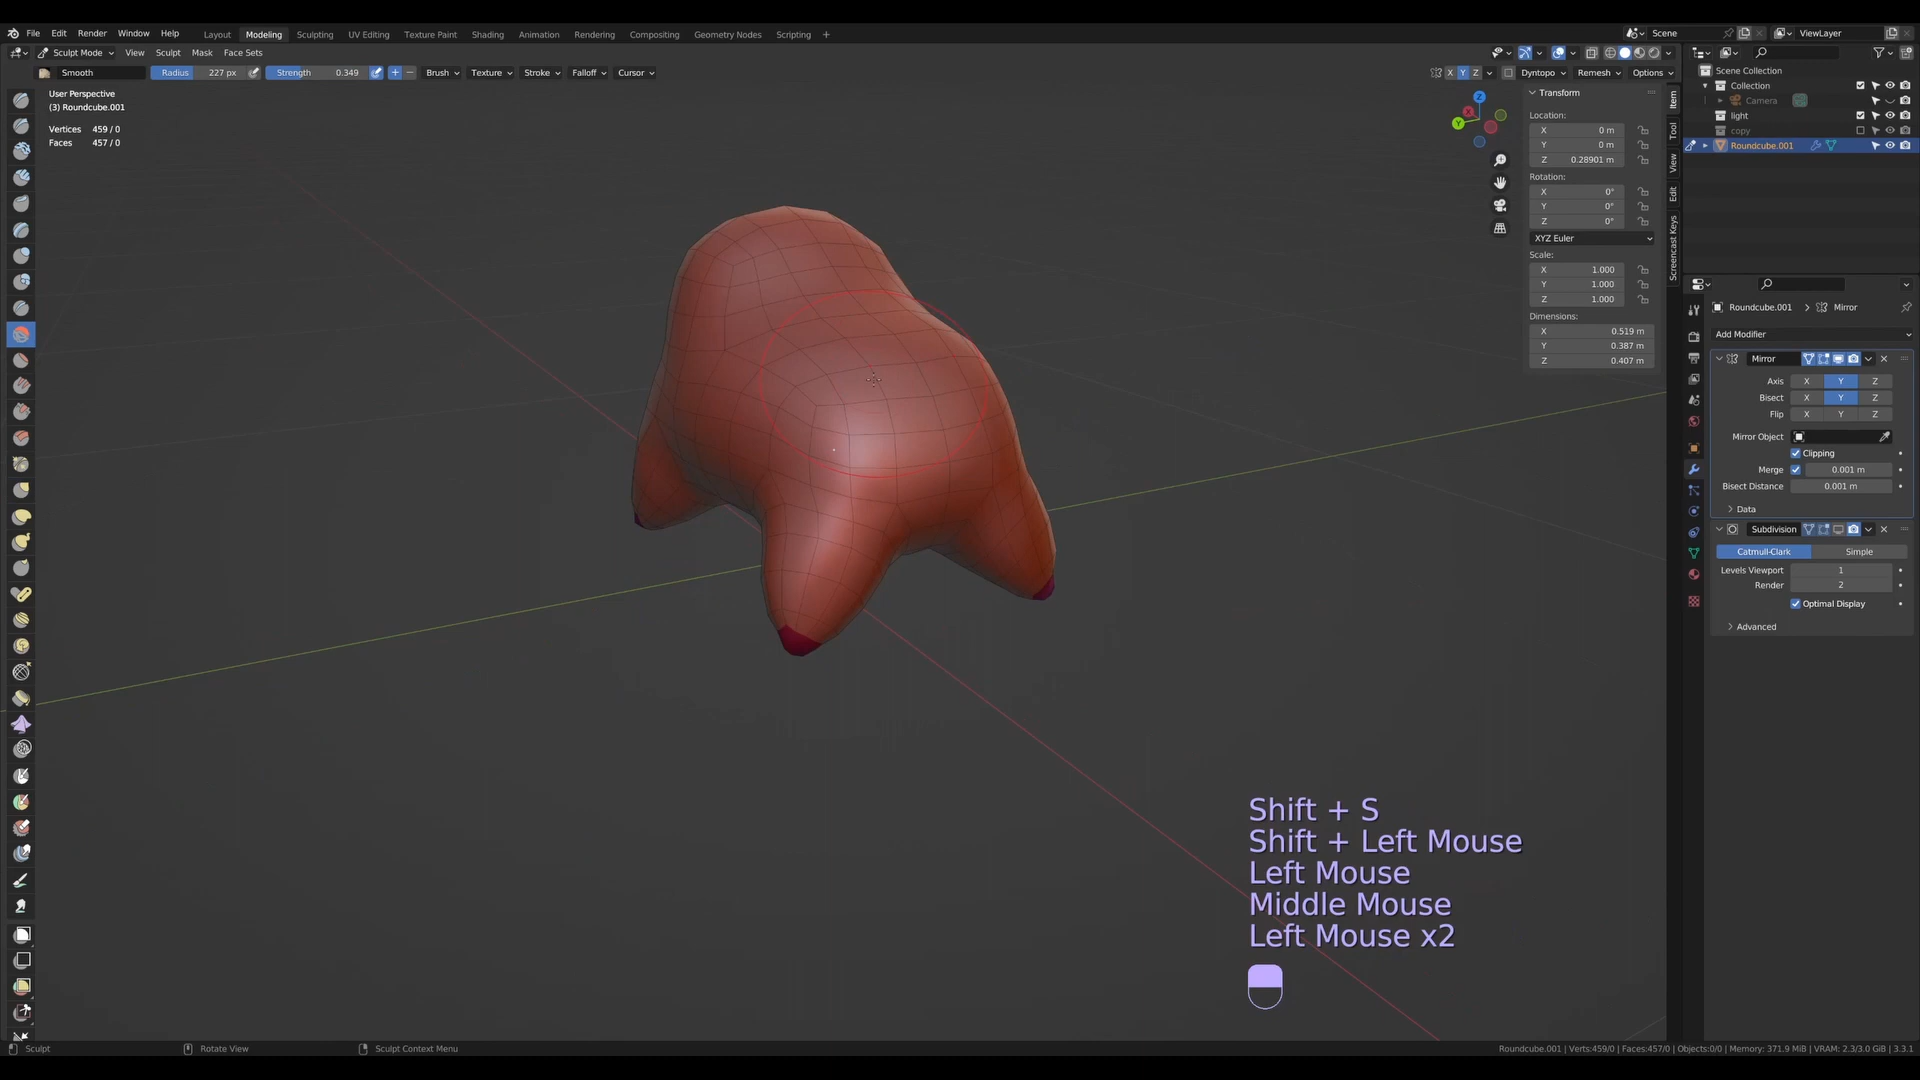 File Edit Render Window Help Layout Modeling Sculpting UV Editing Texture Paint Shading Animation Rendering Compositing Geometry Nodes Scripting + Scene ViewLayer
Sculpt Mode View Sculpt Mask Face Sets
Smooth Radius 227 px Strength 0.349 + − Brush Texture Stroke Falloff Cursor X Y Z Dyntopo Remesh Options
User Perspective
(3) Roundcube.001
Vertices 459 / 0
Faces 457 / 0
Z
X
Y
Transform
Location:
X 0 m
Y 0 m
Z 0.28901 m
Rotation:
X 0°
Y 0°
Z 0°
XYZ Euler
Scale:
X 1.000
Y 1.000
Z 1.000
Dimensions:
X 0.519 m
Y 0.387 m
Z 0.407 m
Item
Tool
View
Edit
Screencast Keys
Scene Collection
Collection
Camera
light
copy
Roundcube.001
Roundcube.001 > Mirror
Add Modifier
Mirror
Axis X Y Z
Bisect X Y Z
Flip X Y Z
Mirror Object
Clipping
Merge 0.001 m
Bisect Distance 0.001 m
Data
Subdivision
Catmull-Clark Simple
Levels Viewport 1
Render 2
Optimal Display
Advanced
Shift + S
Shift + Left Mouse
Left Mouse
Middle Mouse
Left Mouse x2
Sculpt Rotate View Sculpt Context Menu Roundcube.001 | Verts:459/0 | Faces:457/0 | Objects:0/0 | Memory: 371.9 MiB | VRAM: 2.3/3.0 GiB | 3.3.1